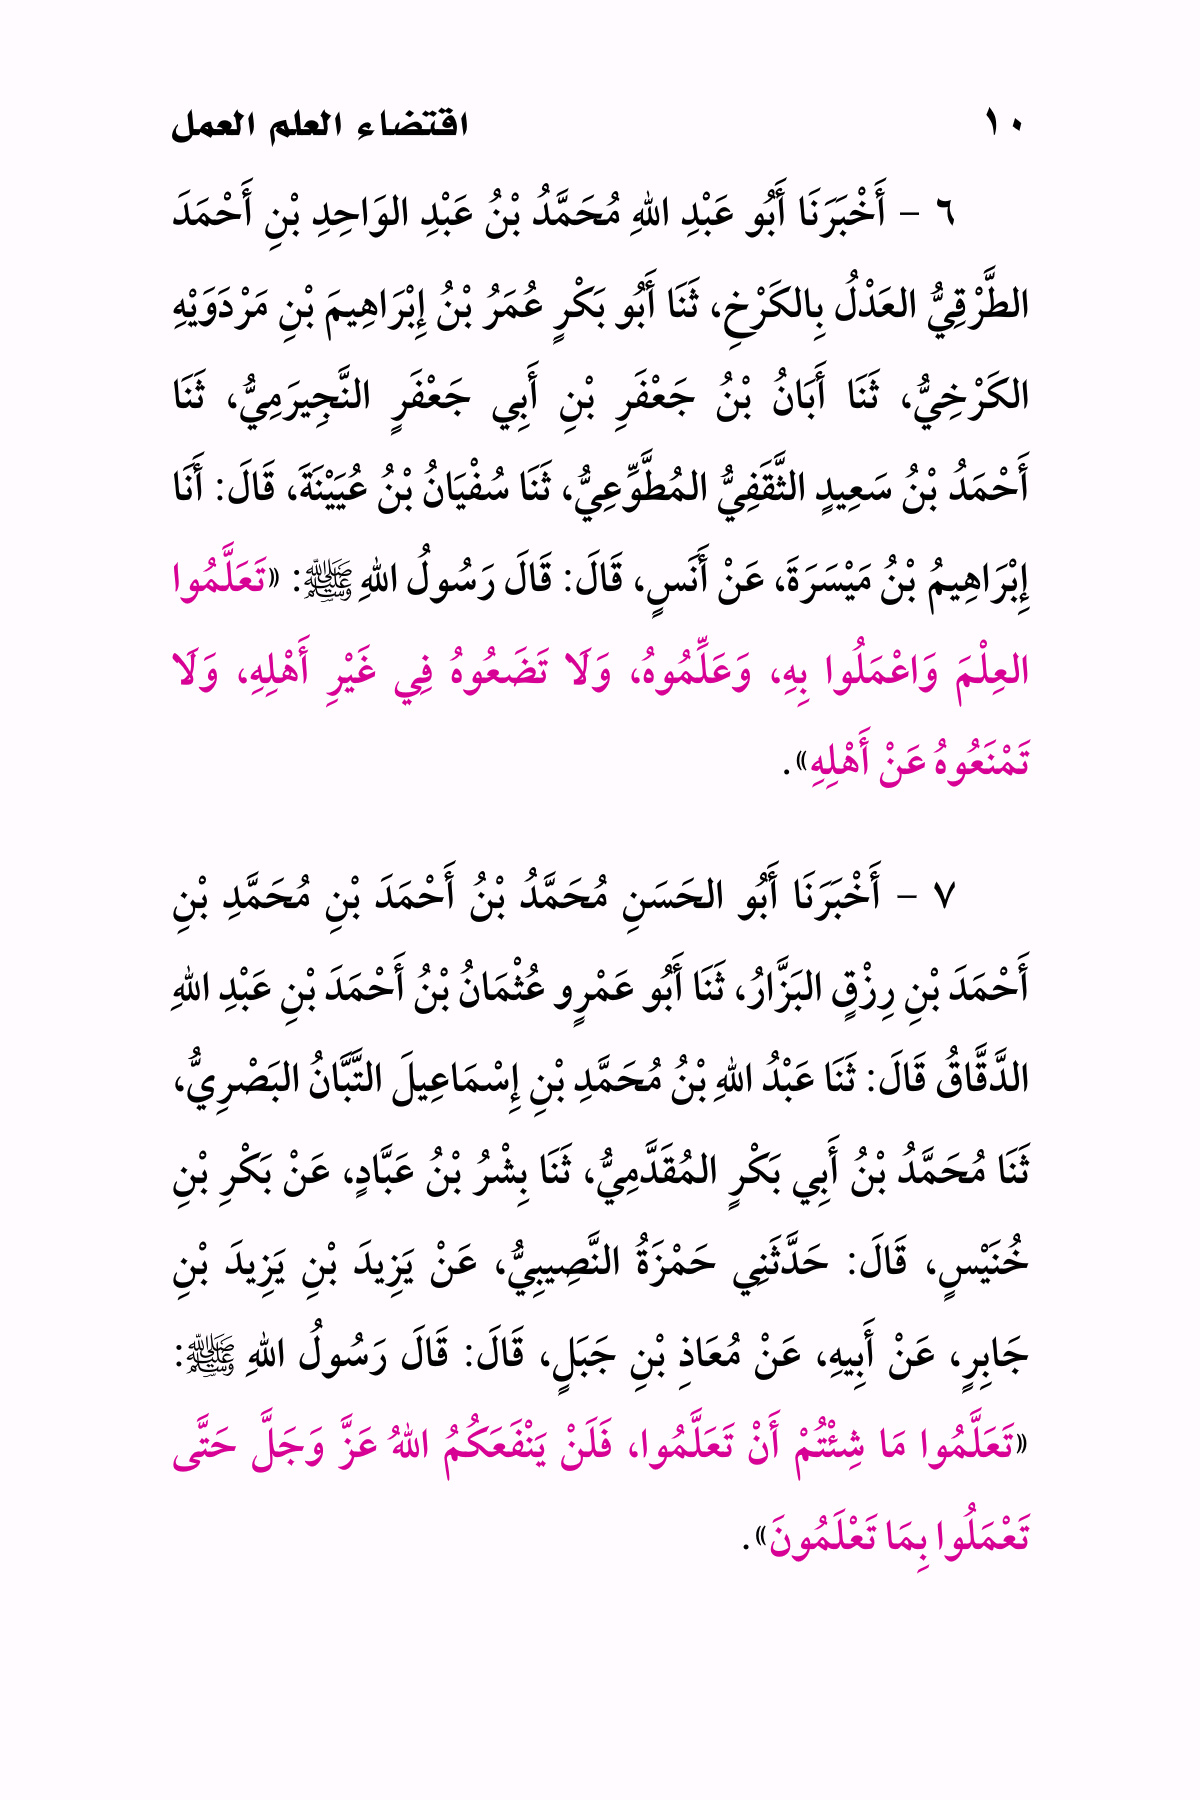 ١٠ اقتضاء العلم العمل
٦ – أَخْبَرَنَا أَبُو عَبْدِ اللهِ مُحَمَّدُ بْنُ عَبْدِ الوَاحِدِ بْنِ أَحْمَدَ
الطَّرْقِيُّ العَدْلُ بِالكَرْخِ، ثَنَا أَبُو بَكْرٍ عُمَرُ بْنُ إِبْرَاهِيمَ بْنِ مَرْدَوَيْهِ
الكَرْخِيُّ، ثَنَا أَبَانُ بْنُ جَعْفَرِ بْنِ أَبِي جَعْفَرٍ النَّجِيرَمِيُّ، ثَنَا
أَحْمَدُ بْنُ سَعِيدٍ الثَّقَفِيُّ المُطَّوِّعِيُّ، ثَنَا سُفْيَانُ بْنُ عُيَيْنَةَ، قَالَ: أَنَا
إِبْرَاهِيمُ بْنُ مَيْسَرَةَ، عَنْ أَنَسٍ، قَالَ: قَالَ رَسُولُ اللهِ ﷺ: «تَعَلَّمُوا
العِلْمَ وَاعْمَلُوا بِهِ، وَعَلِّمُوهُ، وَلَا تَضَعُوهُ فِي غَيْرِ أَهْلِهِ، وَلَا
تَمْنَعُوهُ عَنْ أَهْلِهِ».
٧ – أَخْبَرَنَا أَبُو الحَسَنِ مُحَمَّدُ بْنُ أَحْمَدَ بْنِ مُحَمَّدِ بْنِ
أَحْمَدَ بْنِ رِزْقٍ البَزَّارُ، ثَنَا أَبُو عَمْرٍو عُثْمَانُ بْنُ أَحْمَدَ بْنِ عَبْدِ اللهِ
الدَّقَّاقُ قَالَ: ثَنَا عَبْدُ اللهِ بْنُ مُحَمَّدِ بْنِ إِسْمَاعِيلَ التَّبَّانُ البَصْرِيُّ،
ثَنَا مُحَمَّدُ بْنُ أَبِي بَكْرٍ المُقَدَّمِيُّ، ثَنَا بِشْرُ بْنُ عَبَّادٍ، عَنْ بَكْرِ بْنِ
خُنَيْسٍ، قَالَ: حَدَّثَنِي حَمْزَةُ النَّصِيبِيُّ، عَنْ يَزِيدَ بْنِ يَزِيدَ بْنِ
جَابِرٍ، عَنْ أَبِيهِ، عَنْ مُعَاذِ بْنِ جَبَلٍ، قَالَ: قَالَ رَسُولُ اللهِ ﷺ:
«تَعَلَّمُوا مَا شِئْتُمْ أَنْ تَعَلَّمُوا، فَلَنْ يَنْفَعَكُمُ اللهُ عَزَّ وَجَلَّ حَتَّى
تَعْمَلُوا بِمَا تَعْلَمُونَ».